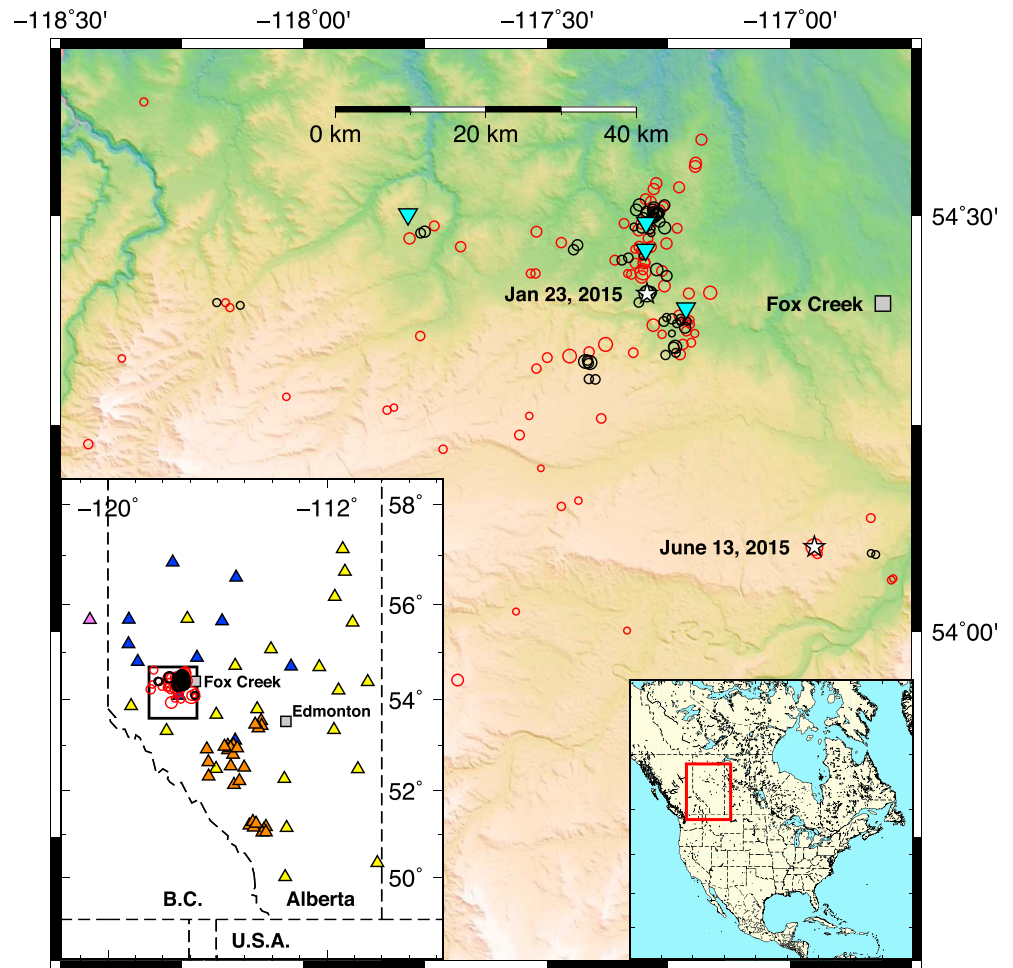 −118˚30' −118˚00' −117˚30' −117˚00'
0 km 20 km 40 km
54˚30'
Jan 23, 2015
Fox Creek
June 13, 2015
54˚00'
−120˚ −112˚
58˚
56˚
Fox Creek
54˚
Edmonton
52˚
50˚
B.C. Alberta
U.S.A.